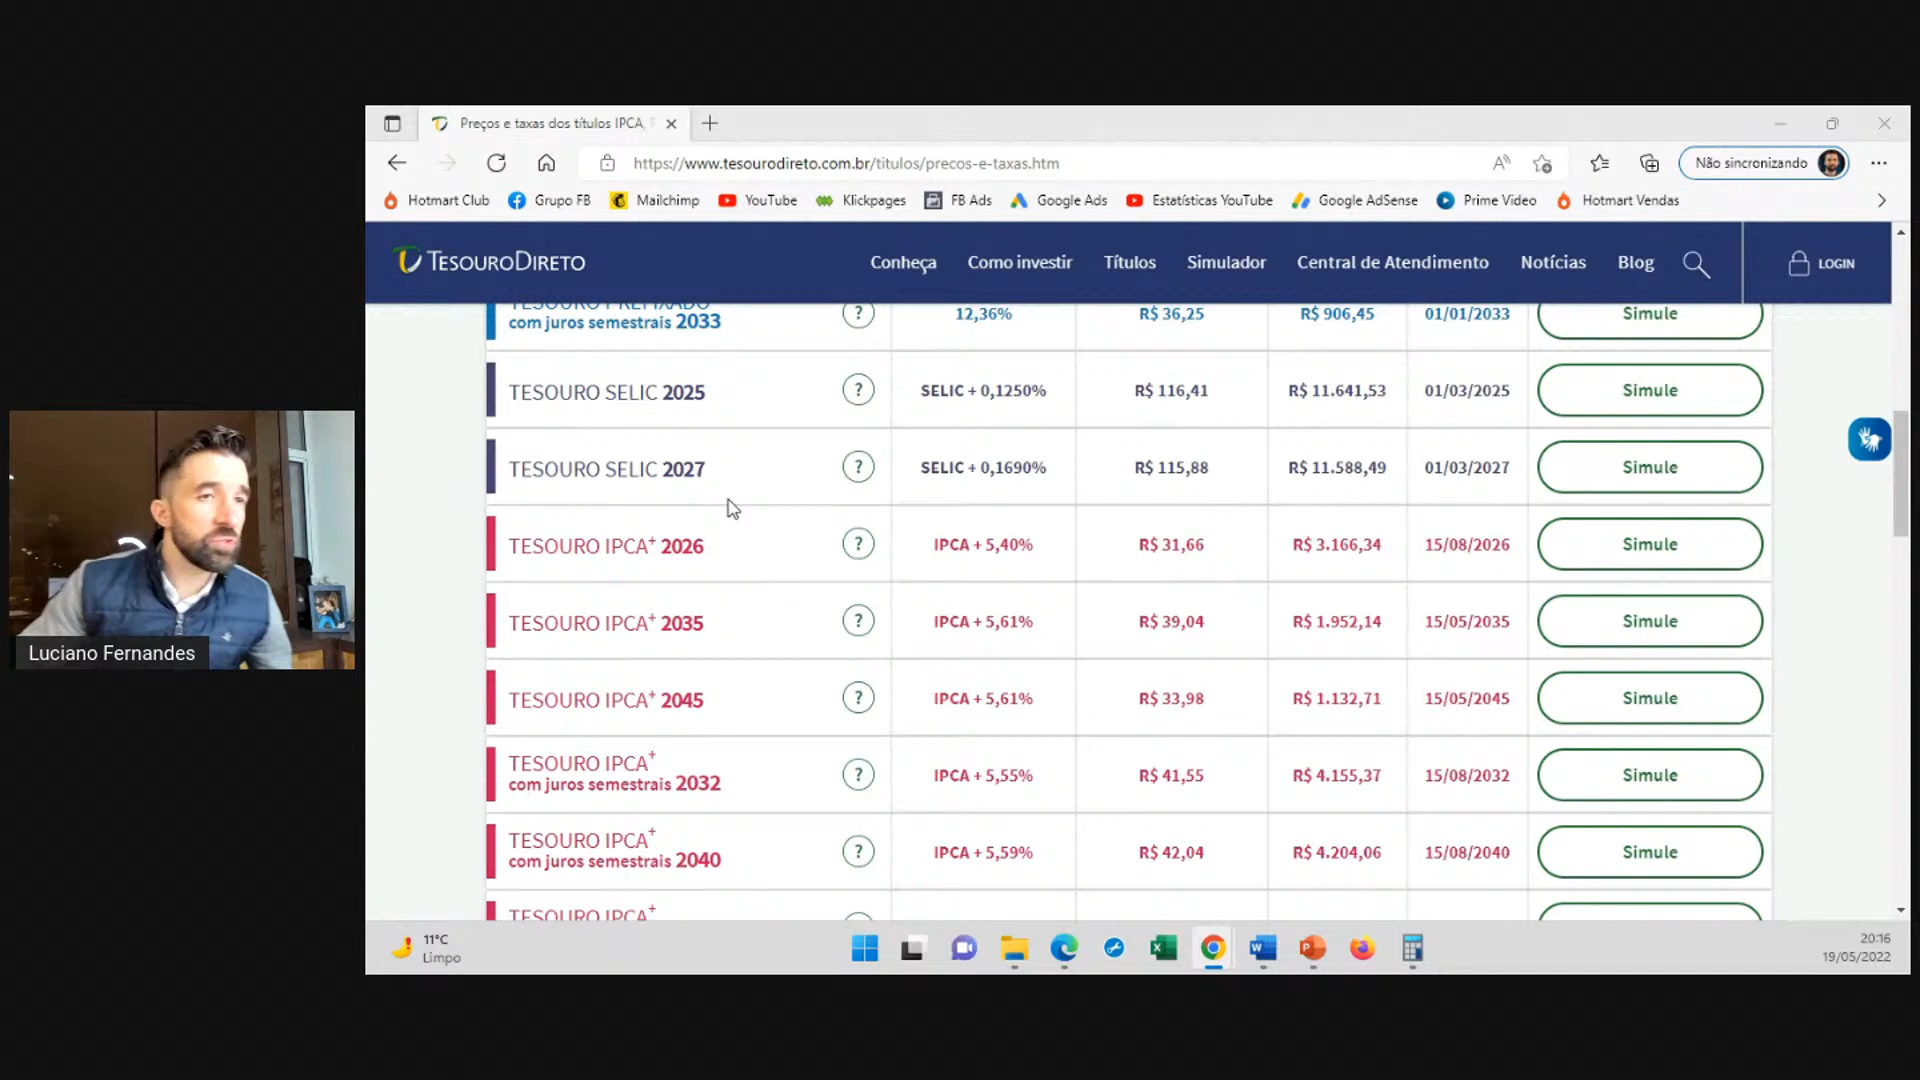 Preços e taxas dos títulos IPCA,
https://www.tesourodireto.com.br/titulos/precos-e-taxas.htm
Não sincronizando
Hotmart Club Grupo FB Mailchimp YouTube Klickpages FB Ads Google Ads Estatísticas YouTube Google AdSense Prime Video Hotmart Vendas
TESOURODIRETO Conheça Como investir Títulos Simulador Central de Atendimento Notícias Blog LOGIN
TESOURO PREFIXADO
com juros semestrais 2033 ? 12,36% R$ 36,25 R$ 906,45 01/01/2033 Simule
TESOURO SELIC 2025 ? SELIC + 0,1250% R$ 116,41 R$ 11.641,53 01/03/2025 Simule
TESOURO SELIC 2027 ? SELIC + 0,1690% R$ 115,88 R$ 11.588,49 01/03/2027 Simule
TESOURO IPCA+ 2026 ? IPCA + 5,40% R$ 31,66 R$ 3.166,34 15/08/2026 Simule
TESOURO IPCA+ 2035 ? IPCA + 5,61% R$ 39,04 R$ 1.952,14 15/05/2035 Simule
TESOURO IPCA+ 2045 ? IPCA + 5,61% R$ 33,98 R$ 1.132,71 15/05/2045 Simule
TESOURO IPCA+
com juros semestrais 2032 ? IPCA + 5,55% R$ 41,55 R$ 4.155,37 15/08/2032 Simule
TESOURO IPCA+
com juros semestrais 2040 ? IPCA + 5,59% R$ 42,04 R$ 4.204,06 15/08/2040 Simule
TESOURO IPCA+
Luciano Fernandes
11°C
Limpo
20:16
19/05/2022